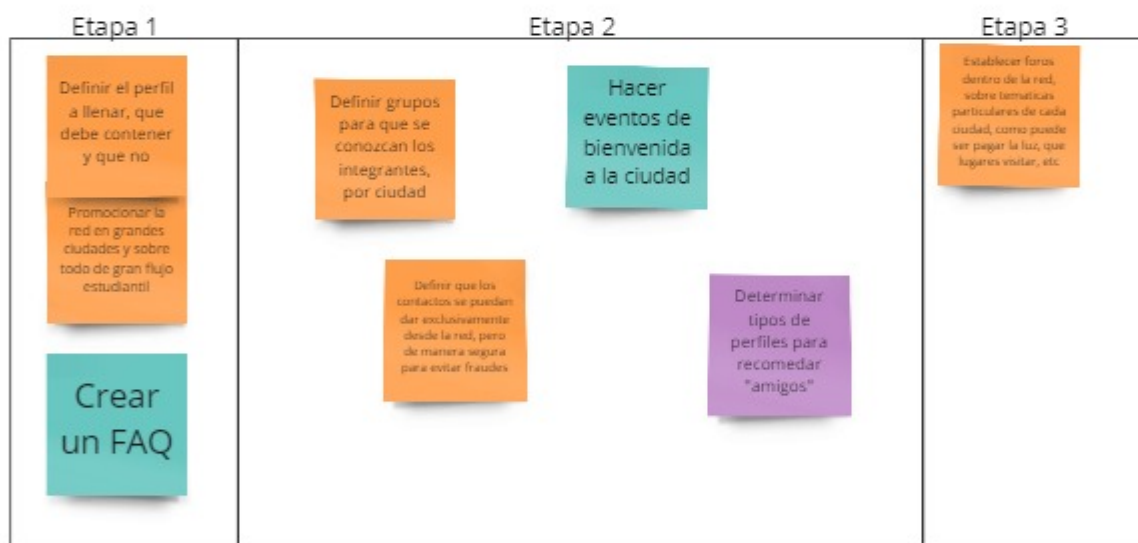 Etapa 1
Definir el perfil
a llenar, que
debe contener
y que no
Promocionar la
red en grandes
ciudades y sobre
todo de gran flujo
estudiantil
Crear
un FAQ
Etapa 2
Definir grupos
para que se
conozcan los
integrantes,
por ciudad
Hacer
eventos de
bienvenida
a la ciudad
Definir que los
contactos se puedan
dar exclusivamente
desde la red, pero
de manera segura
para evitar fraudes
Determinar
tipos de
perfiles para
recomedar
"amigos"
Etapa 3
Establecer foros
dentro de la red,
sobre tematicas
particulares de cada
ciudad, como puede
ser pagar la luz, que
lugares visitar, etc